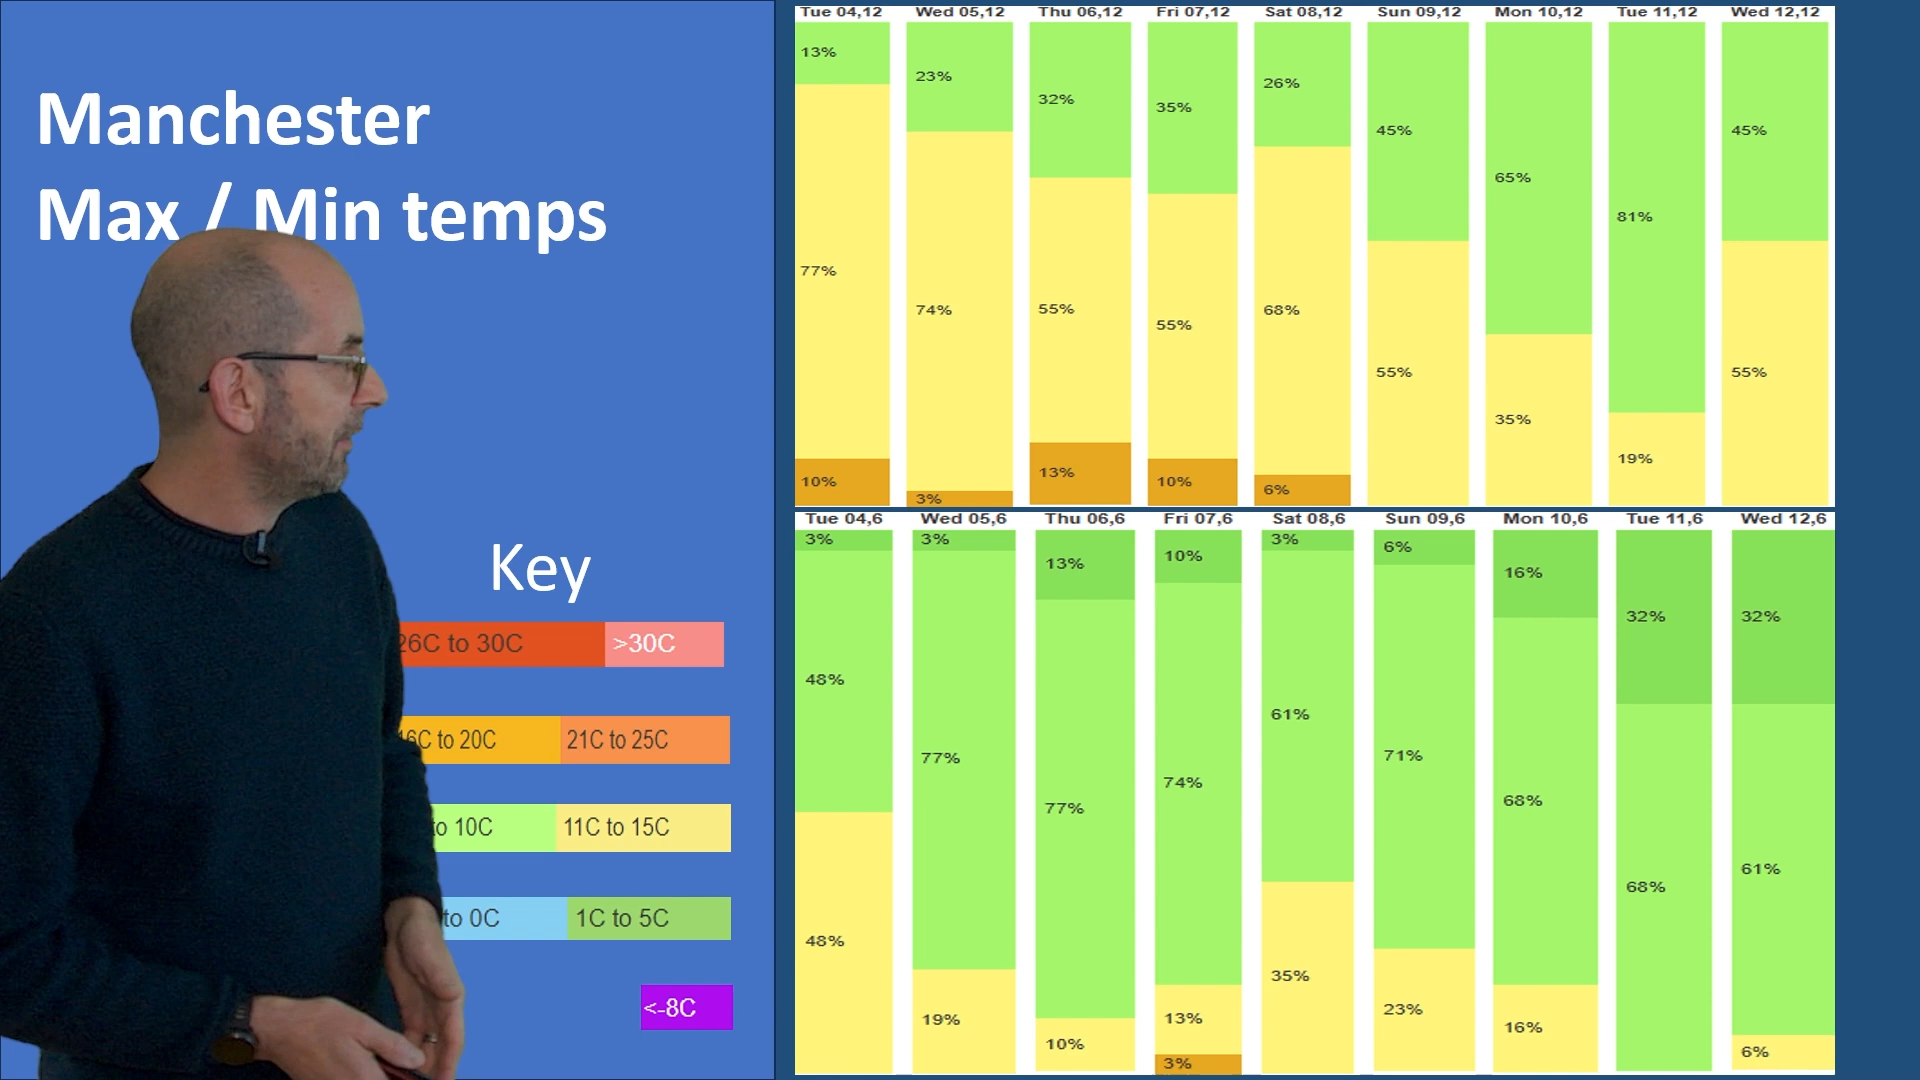 Manchester
Max / Min temps
Key
26C to 30C >30C
16C to 20C 21C to 25C
to 10C 11C to 15C
to 0C 1C to 5C
<-8C
Tue 04,12 Wed 05,12 Thu 06,12 Fri 07,12 Sat 08,12 Sun 09,12 Mon 10,12 Tue 11,12 Wed 12,12
13% 23% 32% 35% 26% 45% 65% 81% 45%
77% 74% 55% 55% 68% 55% 35% 19% 55%
10% 3% 13% 10% 6%
Tue 04,6 Wed 05,6 Thu 06,6 Fri 07,6 Sat 08,6 Sun 09,6 Mon 10,6 Tue 11,6 Wed 12,6
3% 3% 13% 10% 3% 6% 16% 32% 32%
48% 77% 77% 74% 61% 71% 68% 68% 61%
48% 19% 10% 13% 35% 23% 16% 6%
3%